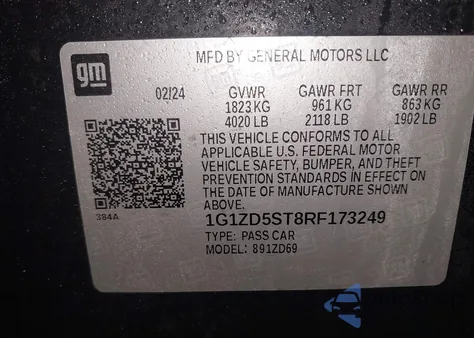 gm
MFD BY GENERAL MOTORS LLC
02/24 GVWR GAWR FRT GAWR RR
1823 KG 961 KG 863 KG
4020 LB 2118 LB 1902 LB
THIS VEHICLE CONFORMS TO ALL
APPLICABLE U.S. FEDERAL MOTOR
VEHICLE SAFETY, BUMPER, AND THEFT
PREVENTION STANDARDS IN EFFECT ON
THE DATE OF MANUFACTURE SHOWN
ABOVE.
384A
1G1ZD5ST8RF173249
TYPE: PASS CAR
MODEL: 891ZD69